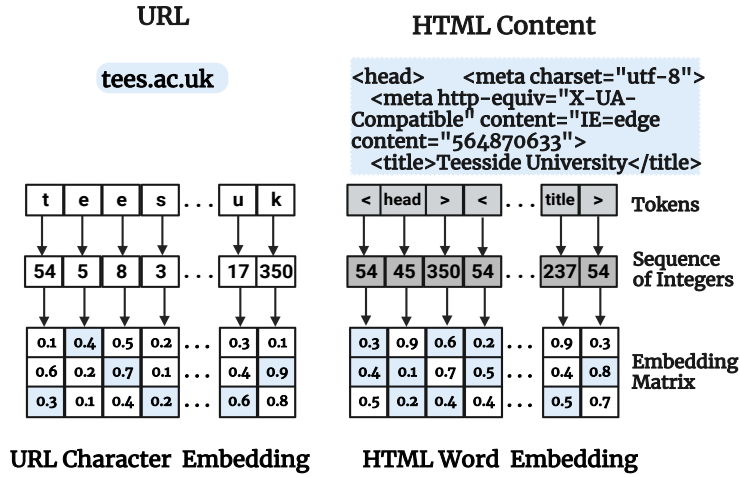 URL
HTML Content
tees.ac.uk
<head> <meta charset="utf-8">
<meta http-equiv="X-UA-
Compatible" content="IE=edge
content="564870633">
<title>Teesside University</title>
t e e s ... u k
< head > < ... title >
Tokens
54 5 8 3 ... 17 350
54 45 350 54 ... 237 54
Sequence
of Integers
0.1 0.4 0.5 0.2 ... 0.3 0.1
0.6 0.2 0.7 0.1 ... 0.4 0.9
0.3 0.1 0.4 0.2 ... 0.6 0.8
0.3 0.9 0.6 0.2 ... 0.9 0.3
0.4 0.1 0.7 0.5 ... 0.4 0.8
0.5 0.2 0.4 0.4 ... 0.5 0.7
Embedding
Matrix
URL Character Embedding
HTML Word Embedding